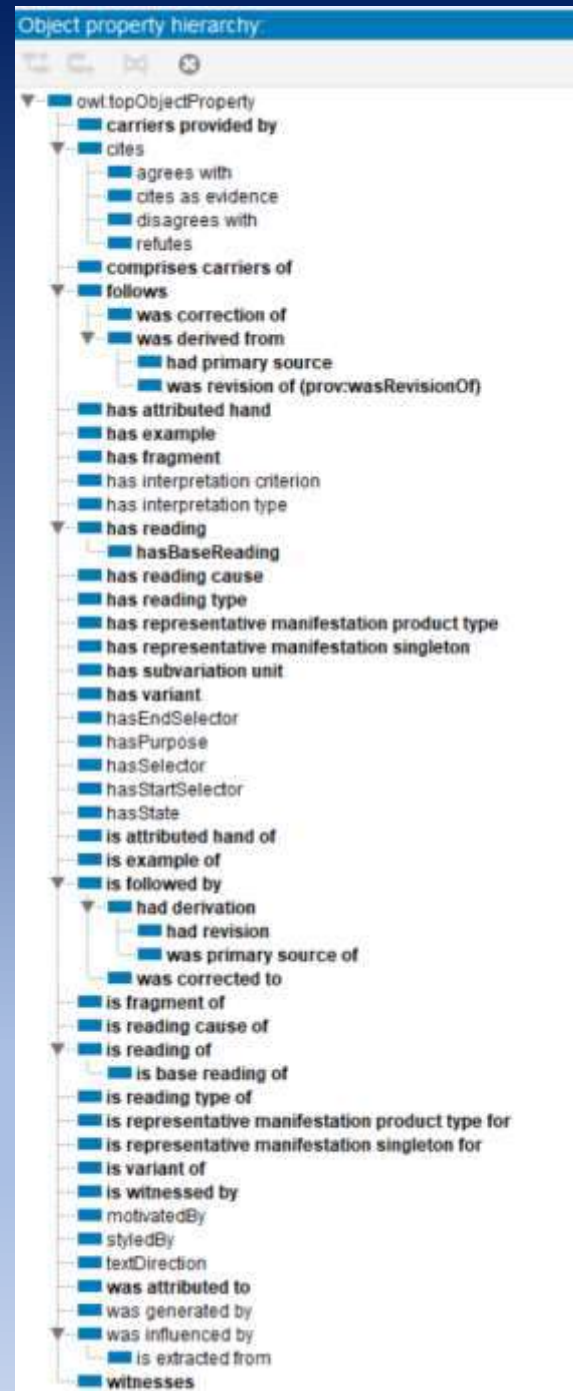 Object property hierarchy:
owl:topObjectProperty
carriers provided by
cites
agrees with
cites as evidence
disagrees with
refutes
comprises carriers of
follows
was correction of
was derived from
had primary source
was revision of (prov:wasRevisionOf)
has attributed hand
has example
has fragment
has interpretation criterion
has interpretation type
has reading
hasBaseReading
has reading cause
has reading type
has representative manifestation product type
has representative manifestation singleton
has subvariation unit
has variant
hasEndSelector
hasPurpose
hasSelector
hasStartSelector
hasState
is attributed hand of
is example of
is followed by
had derivation
had revision
was primary source of
was corrected to
is fragment of
is reading cause of
is reading of
is base reading of
is reading type of
is representative manifestation product type for
is representative manifestation singleton for
is variant of
is witnessed by
motivatedBy
styledBy
textDirection
was attributed to
was generated by
was influenced by
is extracted from
witnesses